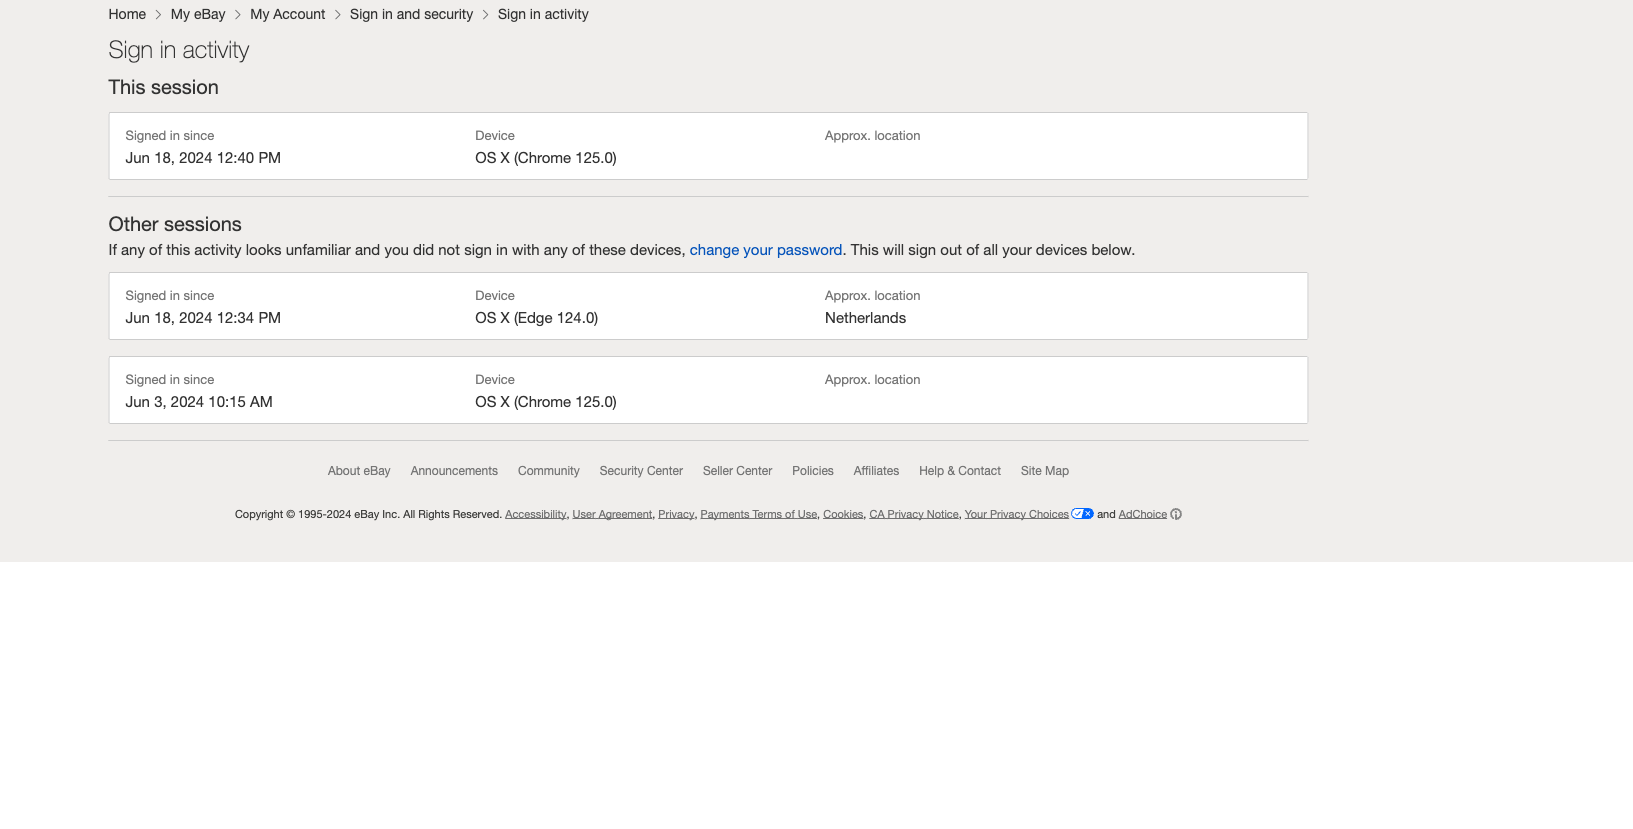 Home > My eBay > My Account > Sign in and security > Sign in activity
Sign in activity
This session
Signed in since Device Approx. location
Jun 18, 2024 12:40 PM OS X (Chrome 125.0)
Other sessions
If any of this activity looks unfamiliar and you did not sign in with any of these devices, change your password. This will sign out of all your devices below.
Signed in since Device Approx. location
Jun 18, 2024 12:34 PM OS X (Edge 124.0) Netherlands
Signed in since Device Approx. location
Jun 3, 2024 10:15 AM OS X (Chrome 125.0)
About eBay Announcements Community Security Center Seller Center Policies Affiliates Help & Contact Site Map
Copyright © 1995-2024 eBay Inc. All Rights Reserved. Accessibility, User Agreement, Privacy, Payments Terms of Use, Cookies, CA Privacy Notice, Your Privacy Choices and AdChoice